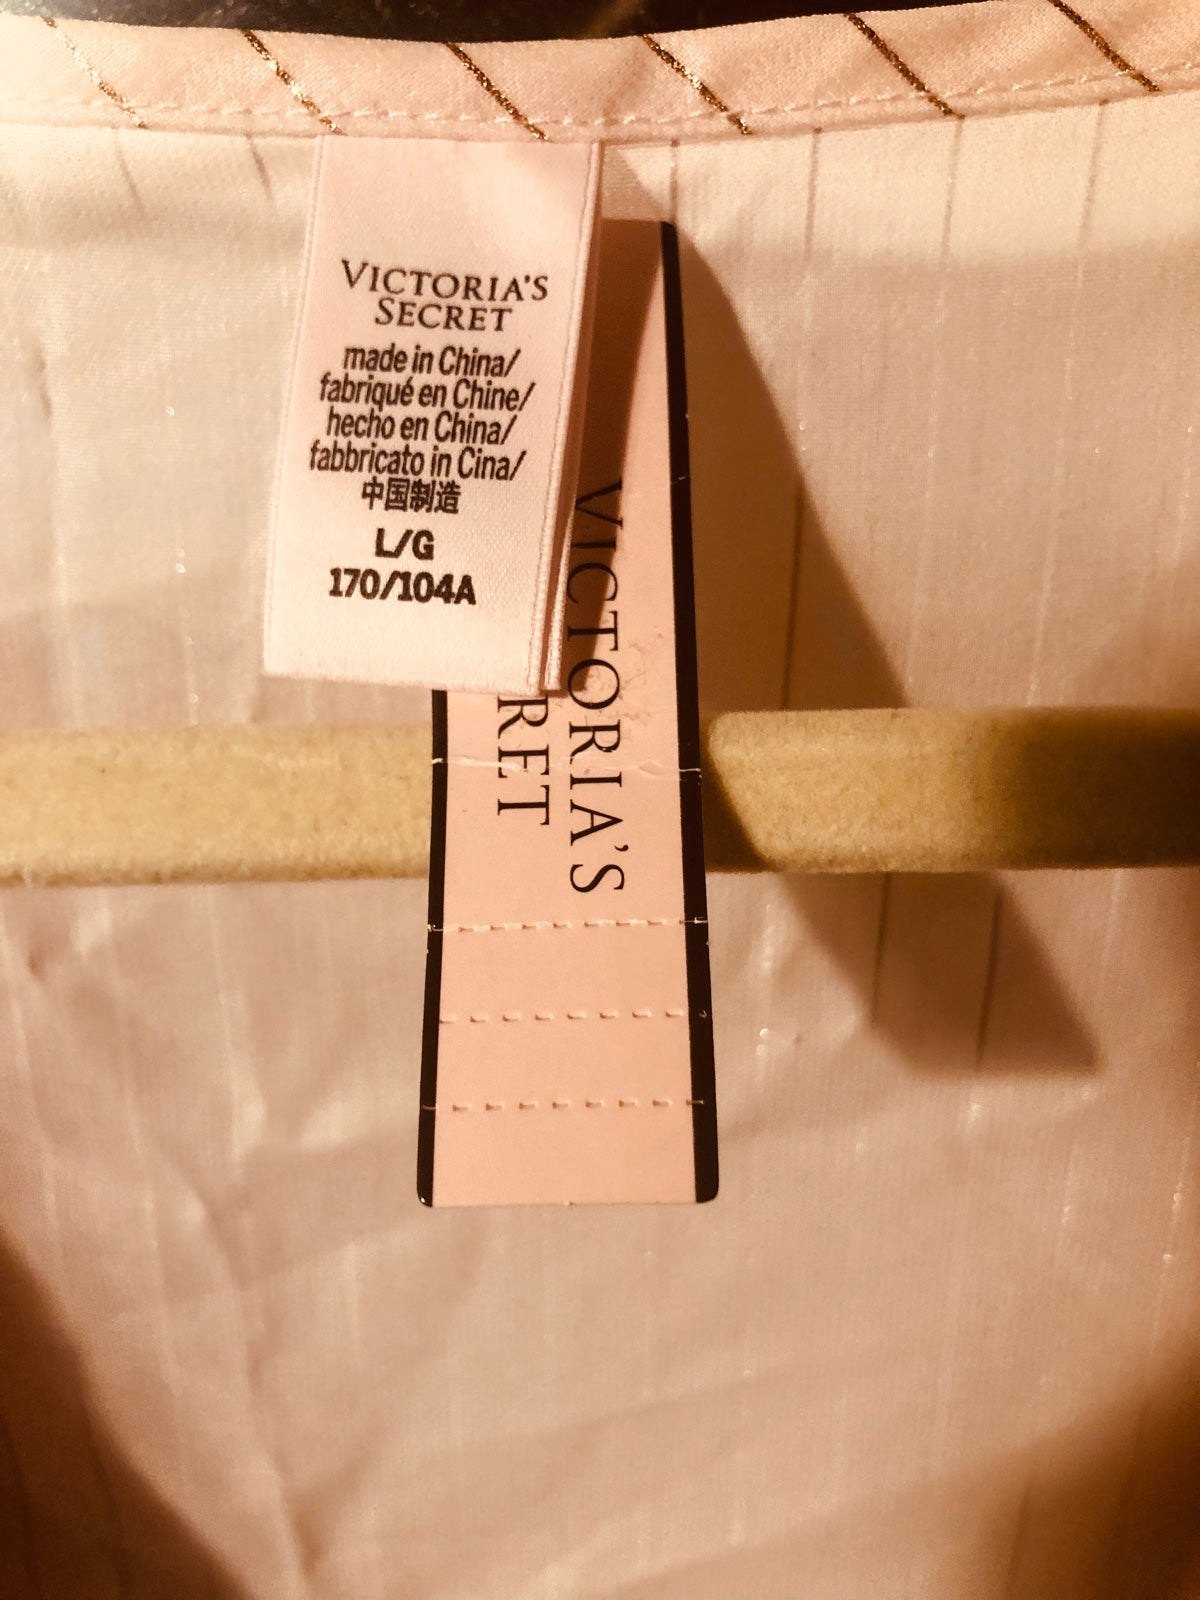 VICTORIA'S
SECRET
made in China/
fabriqué en Chine/
hecho en China/
fabbricato in Cina/
中国制造
L/G
170/104A
VICTORIA'S
RET